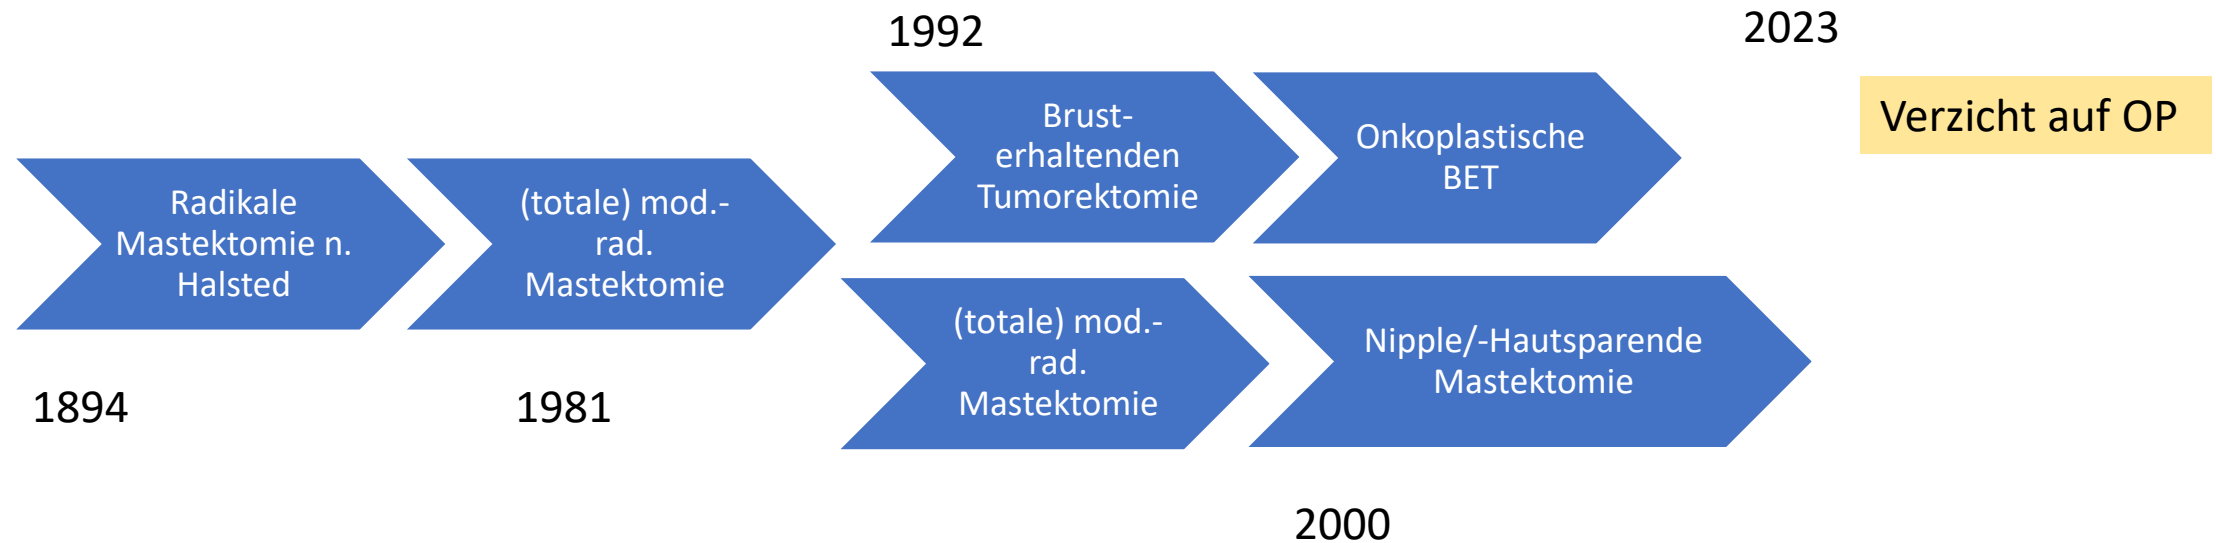 1992
2023
Verzicht auf OP
Brust-
erhaltenden
Tumorektomie
Onkoplastische
BET
Radikale
Mastektomie n.
Halsted
(totale) mod.-
rad.
Mastektomie
(totale) mod.-
rad.
Mastektomie
Nipple/-Hautsparende
Mastektomie
1894
1981
2000